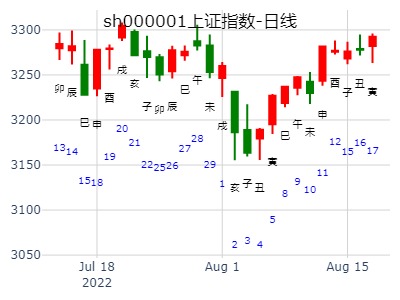 sh000001上证指数-日线
3300
3250
3200
3150
3100
3050
卯 辰 巳 申 酉 戌 亥 子 卯 辰 巳 午 未 戌 亥 子 丑 寅 巳 午 未 申 酉 子 丑 寅
13 14 15 18 19 20 21 22 25 26 27 28 29 1 2 3 4 5 8 9 10 11 12 15 16 17
Jul 18 Aug 1 Aug 15
2022